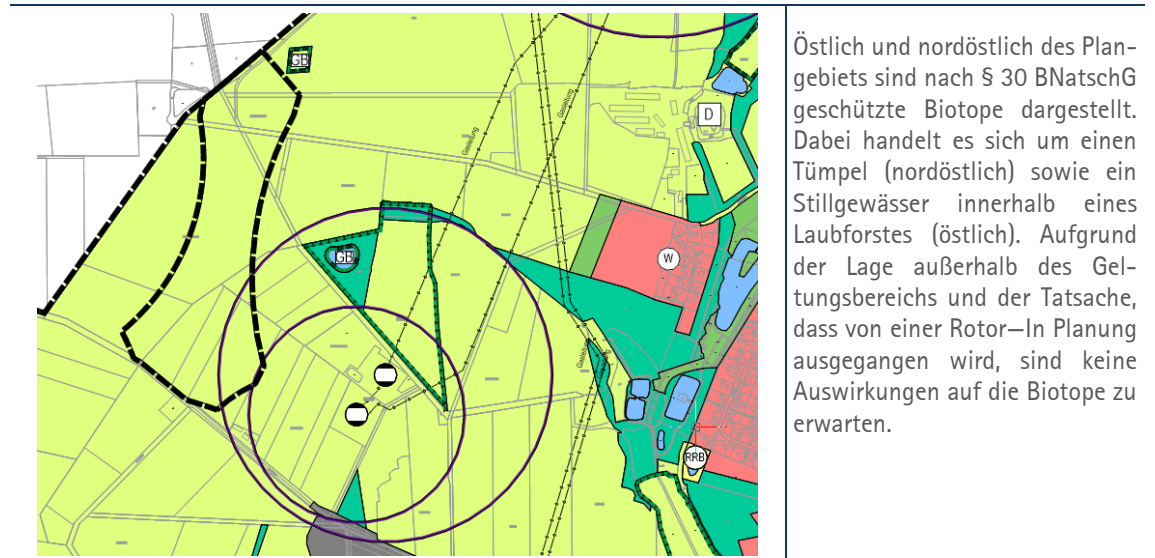 GB
Gasleitung
Gasleitung
D
GB
W
Gasleitung
RRB
Östlich und nordöstlich des Plan-
gebiets sind nach § 30 BNatschG
geschützte Biotope dargestellt.
Dabei handelt es sich um einen
Tümpel (nordöstlich) sowie ein
Stillgewässer innerhalb eines
Laubforstes (östlich). Aufgrund
der Lage außerhalb des Gel-
tungsbereichs und der Tatsache,
dass von einer Rotor–In Planung
ausgegangen wird, sind keine
Auswirkungen auf die Biotope zu
erwarten.